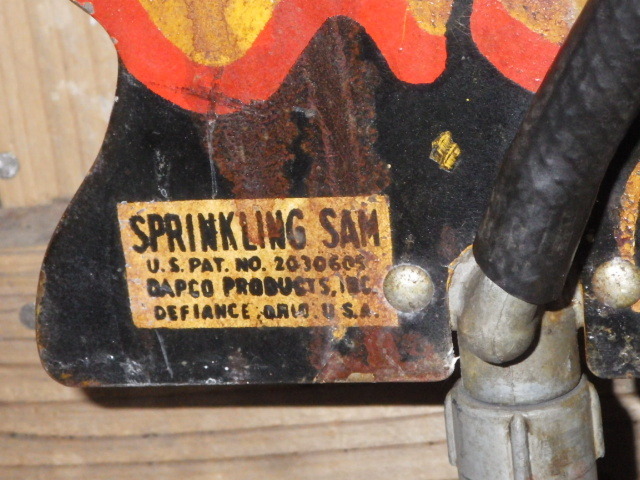 SPRINKLING SAM
U.S. PAT. NO. 2030605
DAPCO PRODUCTS, INC.
DEFIANCE, OHIO, U.S.A.